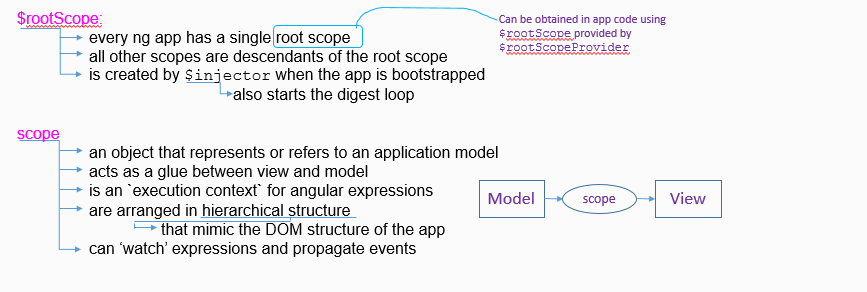 $rootScope:
every ng app has a single root scope
all other scopes are descendants of the root scope
is created by $injector when the app is bootstrapped
also starts the digest loop
Can be obtained in app code using
$rootScope provided by
$rootScopeProvider
scope
an object that represents or refers to an application model
acts as a glue between view and model
is an `execution context` for angular expressions
are arranged in hierarchical structure
that mimic the DOM structure of the app
can ‘watch’ expressions and propagate events
Model scope View